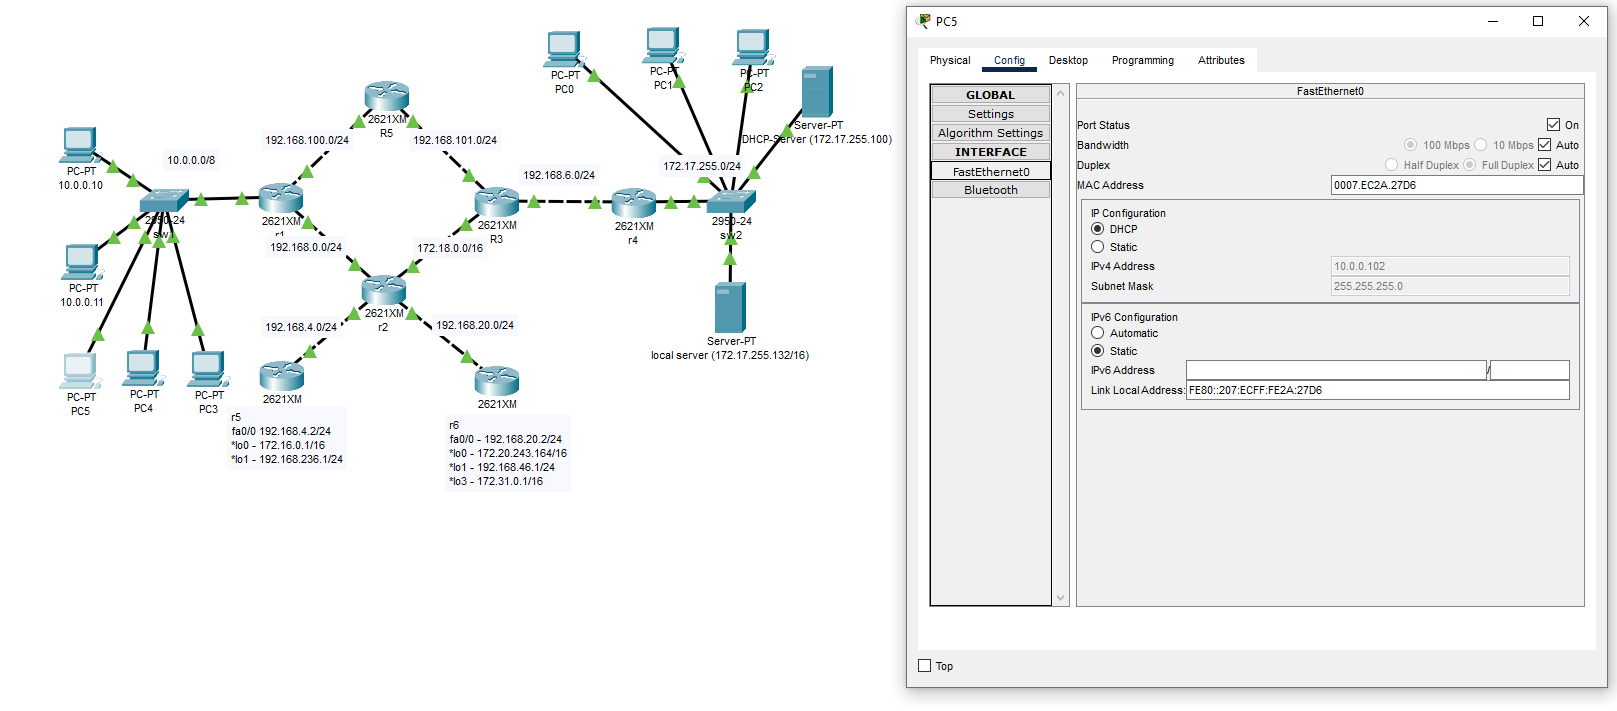 PC-PT
PC0
PC-PT
PC1
PC-PT
PC2
Server-PT
DHCP-Server (172.17.255.100)
2621XM
R5
192.168.100.0/24
192.168.101.0/24
PC-PT
10.0.0.10
10.0.0.0/8
192.168.6.0/24
172.17.255.0/24
2950-24
sw1
2621XM
r1
2621XM
R3
2621XM
r4
2950-24
sw2
192.168.0.0/24
172.18.0.0/16
PC-PT
10.0.0.11
2621XM
r2
192.168.4.0/24
192.168.20.0/24
Server-PT
local server (172.17.255.132/16)
PC-PT
PC5
PC-PT
PC4
PC-PT
PC3
2621XM
2621XM
r5
fa0/0 192.168.4.2/24
*lo0 - 172.16.0.1/16
*lo1 - 192.168.236.1/24
r6
fa0/0 - 192.168.20.2/24
*lo0 - 172.20.243.164/16
*lo1 - 192.168.46.1/24
*lo3 - 172.31.0.1/16
PC5
Physical Config Desktop Programming Attributes
GLOBAL
Settings
Algorithm Settings
INTERFACE
FastEthernet0
Bluetooth
FastEthernet0
Port Status On
Bandwidth 100 Mbps 10 Mbps Auto
Duplex Half Duplex Full Duplex Auto
MAC Address 0007.EC2A.27D6
IP Configuration
DHCP
Static
IPv4 Address 10.0.0.102
Subnet Mask 255.255.255.0
IPv6 Configuration
Automatic
Static
IPv6 Address /
Link Local Address: FE80::207:ECFF:FE2A:27D6
Top